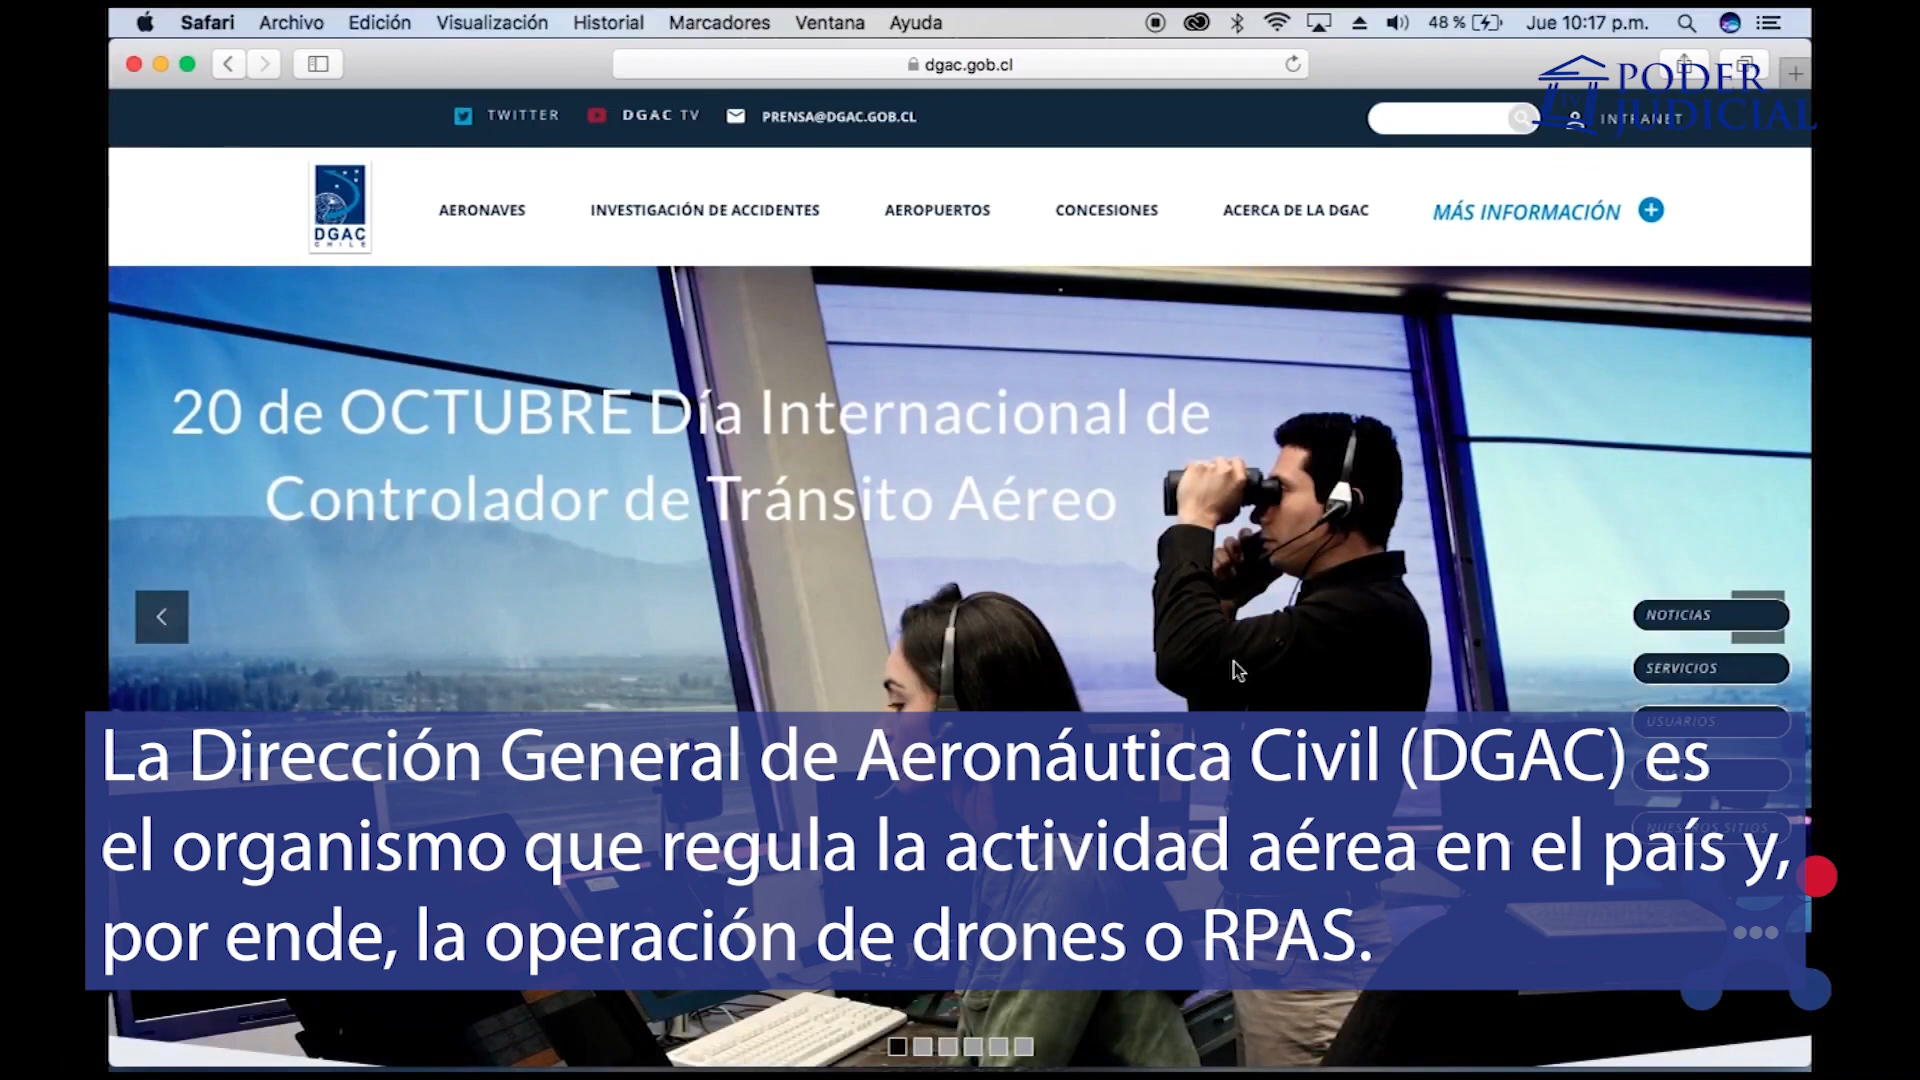 Safari Archivo Edición Visualización Historial Marcadores Ventana Ayuda 48 % Jue 10:17 p.m.
dgac.gob.cl
PODER
JUDICIAL
TWITTER DGAC TV PRENSA@DGAC.GOB.CL INTRANET
DGAC
CHILE
AERONAVES INVESTIGACIÓN DE ACCIDENTES AEROPUERTOS CONCESIONES ACERCA DE LA DGAC MÁS INFORMACIÓN
20 de OCTUBRE Día Internacional de
Controlador de Tránsito Aéreo
NOTICIAS
SERVICIOS
USUARIOS
NUESTROS SITIOS
La Dirección General de Aeronáutica Civil (DGAC) es
el organismo que regula la actividad aérea en el país y,
por ende, la operación de drones o RPAS.